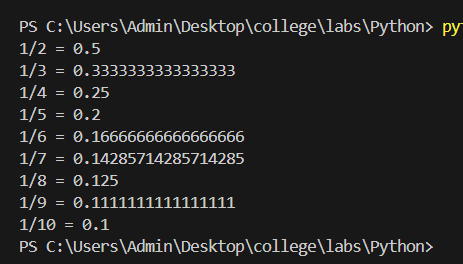 PS C:\Users\Admin\Desktop\college\labs\Python>
1/2 = 0.5
1/3 = 0.3333333333333333
1/4 = 0.25
1/5 = 0.2
1/6 = 0.16666666666666666
1/7 = 0.14285714285714285
1/8 = 0.125
1/9 = 0.1111111111111111
1/10 = 0.1
PS C:\Users\Admin\Desktop\college\labs\Python>